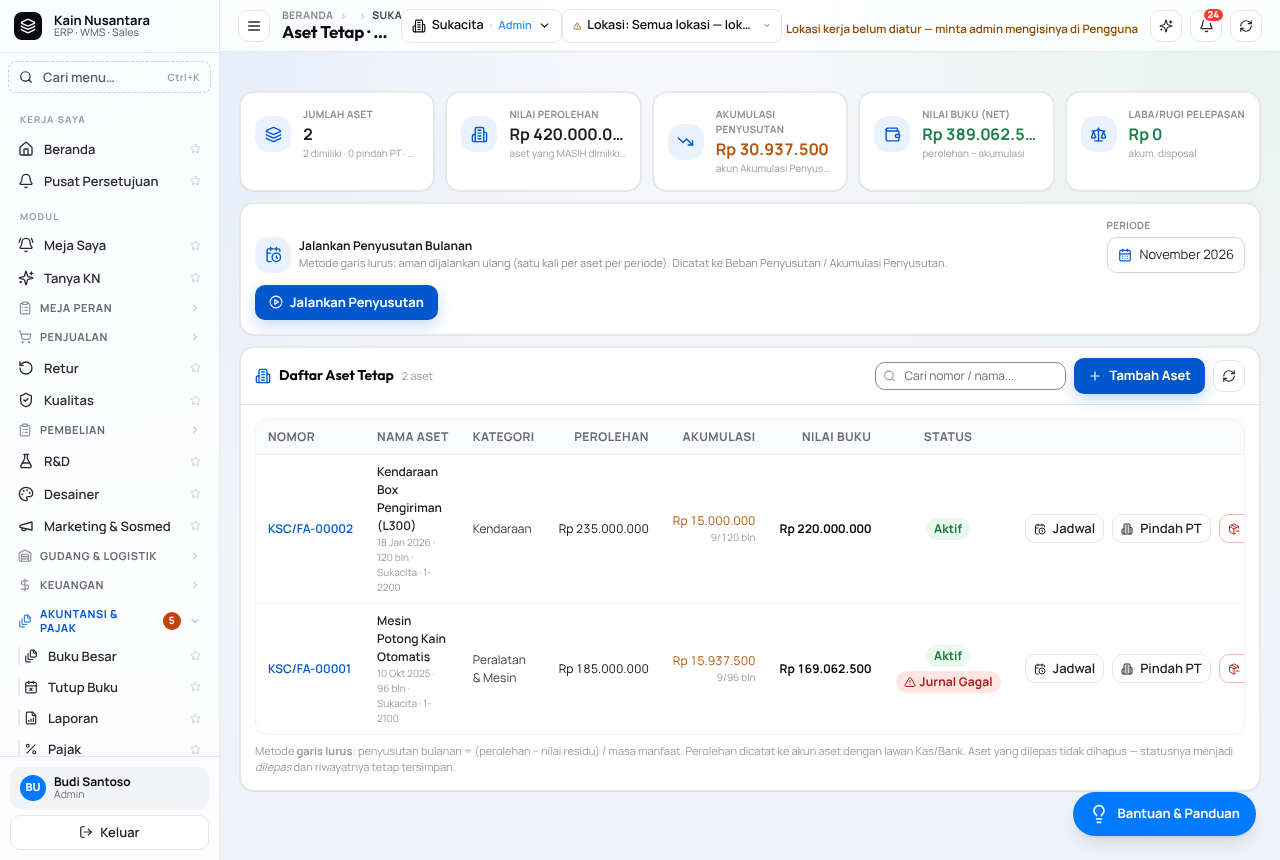 Kain Nusantara
ERP · WMS · Sales
Cari menu...
Ctrl+K
KERJA SAYA
Beranda
Pusat Persetujuan
MODUL
Meja Saya
Tanya KN
MEJA PERAN
PENJUALAN
Retur
Kualitas
PEMBELIAN
R&D
Desainer
Marketing & Sosmed
GUDANG & LOGISTIK
KEUANGAN
AKUNTANSI &
PAJAK
5
Buku Besar
Tutup Buku
Laporan
Pajak
BU
Budi Santoso
Admin
Keluar
BERANDA > > SUKA
Aset Tetap · ...
Sukacita · Admin
Lokasi: Semua lokasi — lok...
Lokasi kerja belum diatur — minta admin mengisinya di Pengguna
24
JUMLAH ASET
2
2 dimiliki · 0 pindah PT · ...
NILAI PEROLEHAN
Rp 420.000.0...
aset yang MASIH dimiliki...
AKUMULASI
PENYUSUTAN
Rp 30.937.500
akun Akumulasi Penyus...
NILAI BUKU (NET)
Rp 389.062.5...
perolehan − akumulasi
LABA/RUGI PELEPASAN
Rp 0
akum. disposal
Jalankan Penyusutan Bulanan
Metode garis lurus; aman dijalankan ulang (satu kali per aset per periode). Dicatat ke Beban Penyusutan / Akumulasi Penyusutan.
PERIODE
November 2026
Jalankan Penyusutan
Daftar Aset Tetap 2 aset
Cari nomor / nama...
Tambah Aset
NOMOR NAMA ASET KATEGORI PEROLEHAN AKUMULASI NILAI BUKU STATUS
KSC/FA-00002
Kendaraan
Box
Pengiriman
(L300)
18 Jan 2026 ·
120 bln ·
Sukacita · 1-
2200
Kendaraan
Rp 235.000.000
Rp 15.000.000
9/120 bln
Rp 220.000.000
Aktif
Jadwal
Pindah PT
KSC/FA-00001
Mesin
Potong Kain
Otomatis
10 Okt 2025 ·
96 bln ·
Sukacita · 1-
2100
Peralatan
& Mesin
Rp 185.000.000
Rp 15.937.500
9/96 bln
Rp 169.062.500
Aktif
Jurnal Gagal
Jadwal
Pindah PT
Metode garis lurus: penyusutan bulanan = (perolehan − nilai residu) / masa manfaat. Perolehan dicatat ke akun aset dengan lawan Kas/Bank. Aset yang dilepas tidak dihapus — statusnya menjadi
dilepas dan riwayatnya tetap tersimpan.
Bantuan & Panduan